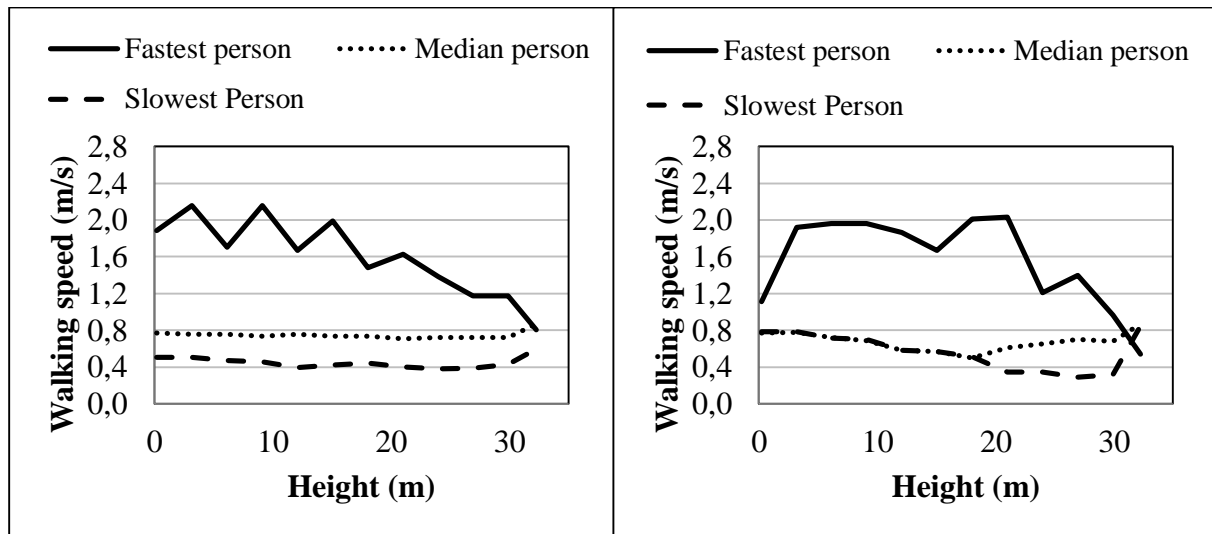 Fastest person Median person
Slowest Person
Walking speed (m/s)
2,8
2,4
2,0
1,6
1,2
0,8
0,4
0,0
0 10 20 30
Height (m)
Fastest person Median person
Slowest Person
Walking speed (m/s)
2,8
2,4
2,0
1,6
1,2
0,8
0,4
0,0
0 10 20 30
Height (m)